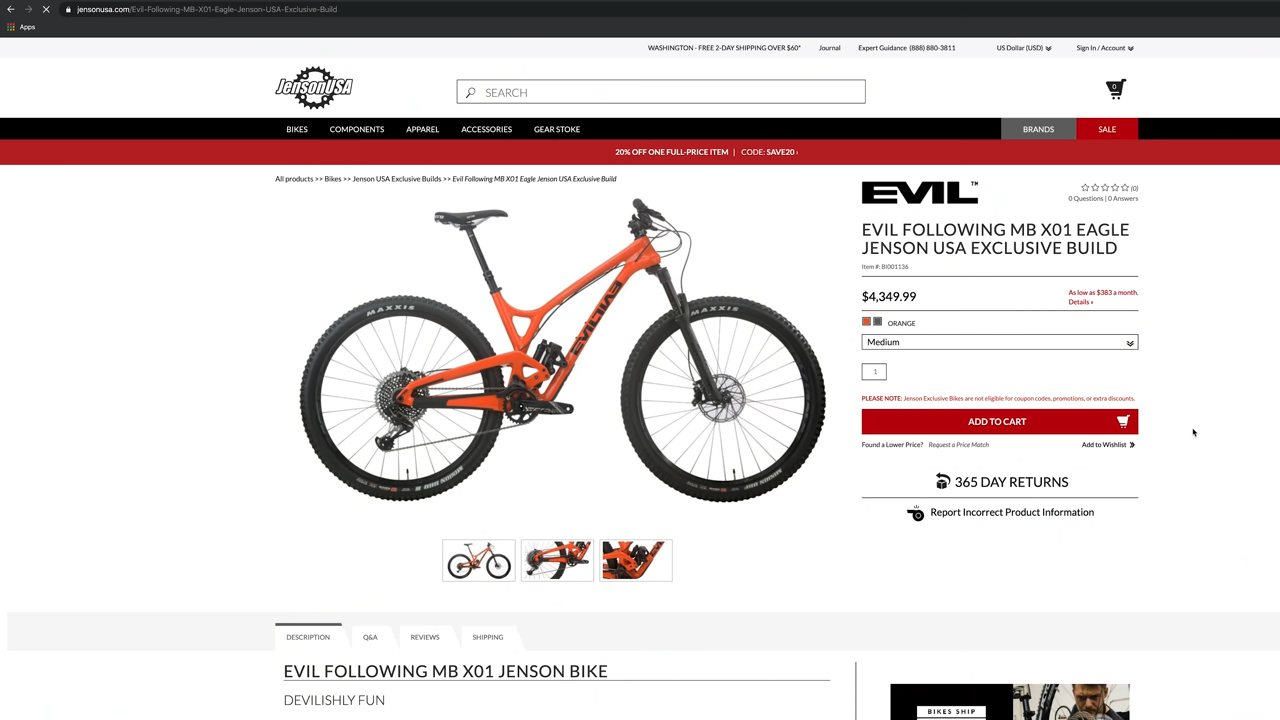 jensonusa.com/Evil-Following-MB-X01-Eagle-Jenson-USA-Exclusive-Build
Apps
WASHINGTON - FREE 2-DAY SHIPPING OVER $60*
Journal
Expert Guidance (888) 880-3811
US Dollar (USD)
Sign In / Account
JensonUSA
SEARCH
0
BIKES
COMPONENTS
APPAREL
ACCESSORIES
GEAR STOKE
BRANDS
SALE
20% OFF ONE FULL-PRICE ITEM | CODE: SAVE20 ›
All products >> Bikes >> Jenson USA Exclusive Builds >> Evil Following MB X01 Eagle Jenson USA Exclusive Build
EVIL™
(0)
0 Questions | 0 Answers
EVIL FOLLOWING MB X01 EAGLE
JENSON USA EXCLUSIVE BUILD
Item #: BI001136
$4,349.99
As low as $383 a month.
Details »
ORANGE
Medium
1
PLEASE NOTE: Jenson Exclusive Bikes are not eligible for coupon codes, promotions, or extra discounts.
ADD TO CART
Found a Lower Price? Request a Price Match
Add to Wishlist
365 DAY RETURNS
Report Incorrect Product Information
MAXXIS
MAXXIS
DESCRIPTION
Q&A
REVIEWS
SHIPPING
EVIL FOLLOWING MB X01 JENSON BIKE
DEVILISHLY FUN
BIKES SHIP